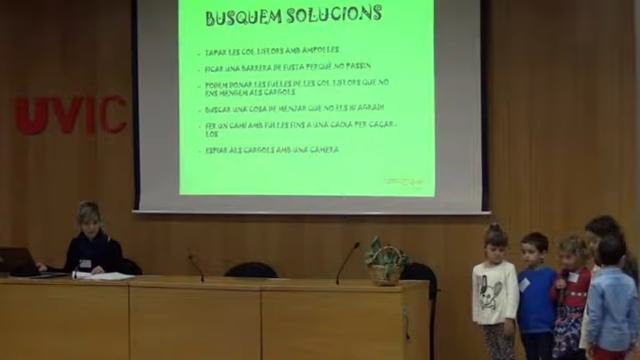 BUSQUEM SOLUCIONS
- TAPAR LES COL.LIFLORS AMB AMPOLLES
- FICAR UNA BARRERA DE FUSTA PERQUÈ NO PASSIN
- PODEM DONAR LES FULLES DE LES COL.LIFLORS QUE NO
ENS MENGEM ALS CARGOLS
- BUSCAR UNA COSA DE MENJAR QUE NO ELS HI AGRADI
- FER UN CAMÍ AMB FULLES FINS A UNA CAIXA PER CAÇAR-
LOS
- ESPIAR ALS CARGOLS AMB UNA CÀMERA
UVIC